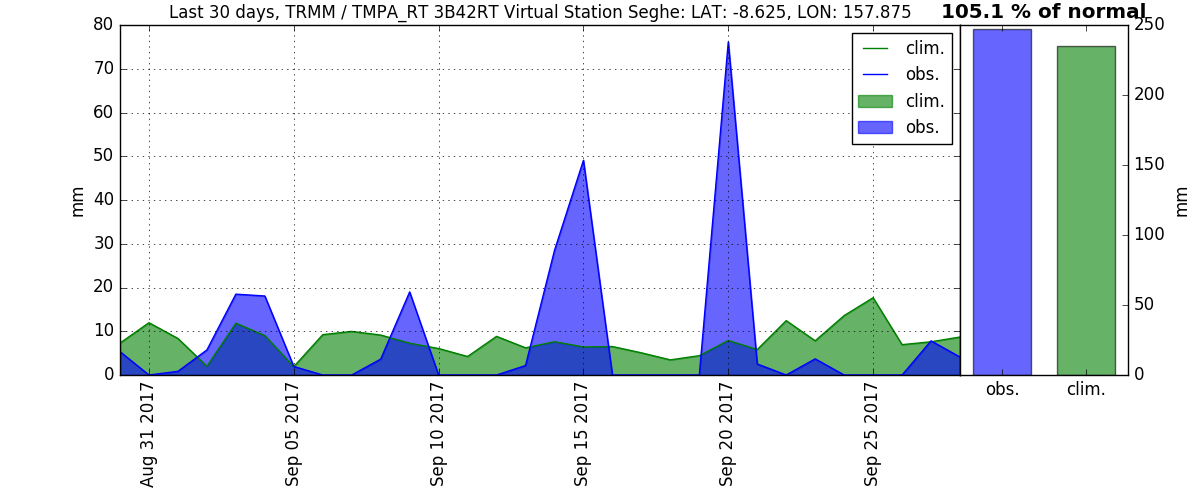 Last 30 days, TRMM / TMPA_RT 3B42RT Virtual Station Seghe: LAT: -8.625, LON: 157.875
105.1 % of normal
80
70
60
50
40
30
20
10
0
mm
clim.
obs.
clim.
obs.
Aug 31 2017
Sep 05 2017
Sep 10 2017
Sep 15 2017
Sep 20 2017
Sep 25 2017
250
200
150
100
50
0
mm
obs.
clim.